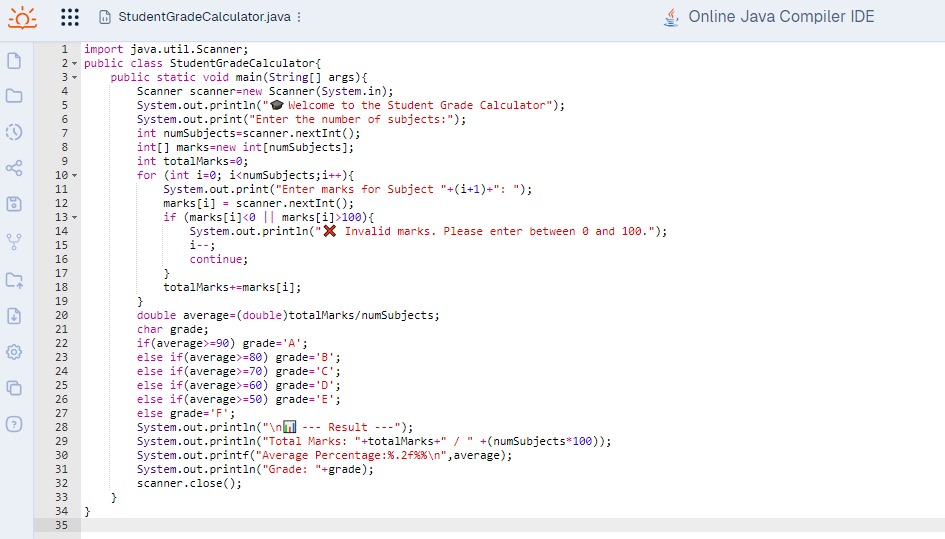 StudentGradeCalculator.java
Online Java Compiler IDE
1 import java.util.Scanner;
2 public class StudentGradeCalculator{
3     public static void main(String[] args){
4         Scanner scanner=new Scanner(System.in);
5         System.out.println("🎓 Welcome to the Student Grade Calculator");
6         System.out.print("Enter the number of subjects:");
7         int numSubjects=scanner.nextInt();
8         int[] marks=new int[numSubjects];
9         int totalMarks=0;
10         for (int i=0; i<numSubjects;i++){
11             System.out.print("Enter marks for Subject "+(i+1)+": ");
12             marks[i] = scanner.nextInt();
13             if (marks[i]<0 || marks[i]>100){
14                 System.out.println("❌ Invalid marks. Please enter between 0 and 100.");
15                 i--;
16                 continue;
17             }
18             totalMarks+=marks[i];
19         }
20         double average=(double)totalMarks/numSubjects;
21         char grade;
22         if(average>=90) grade='A';
23         else if(average>=80) grade='B';
24         else if(average>=70) grade='C';
25         else if(average>=60) grade='D';
26         else if(average>=50) grade='E';
27         else grade='F';
28         System.out.println("\n📊 --- Result ---");
29         System.out.println("Total Marks: "+totalMarks+" / " +(numSubjects*100));
30         System.out.printf("Average Percentage:%.2f%%\n",average);
31         System.out.println("Grade: "+grade);
32         scanner.close();
33     }
34 }
35